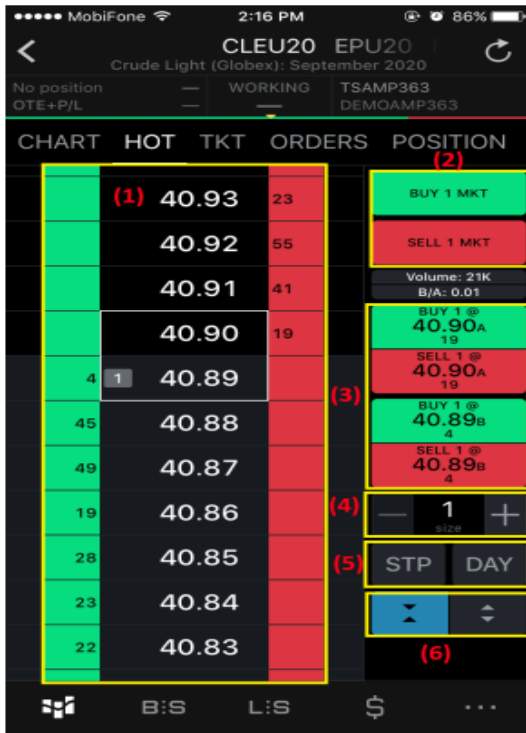 MobiFone 2:16 PM 86%
CLEU20 EPU20
Crude Light (Globex): September 2020
No position — WORKING TSAMP363
OTE+P/L — — DEMOAMP363
CHART HOT TKT ORDERS POSITION
(2)
(1) 40.93 23
BUY 1 MKT
40.92 55
SELL 1 MKT
Volume: 21K
B/A: 0.01
40.91 41
BUY 1 @
40.90A
19
40.90 19
SELL 1 @
40.90A
19
4 1 40.89
(3)
BUY 1 @
40.89B
4
45 40.88
SELL 1 @
40.89B
4
49 40.87
19 40.86
(4) — 1 +
size
28 40.85
(5) STP DAY
23 40.84
22 40.83
(6)
B:S L:S $ ...